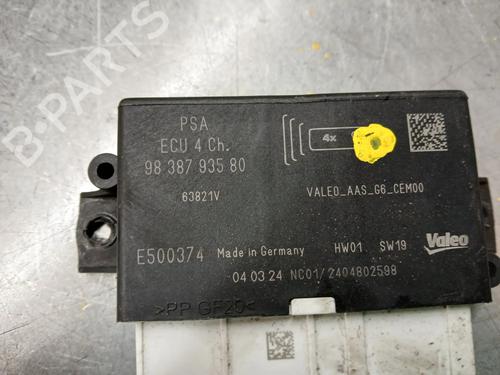 B-Parts
PSA
ECU 4 Ch.
98 387 935 80
63821V
4x
VALEO_AAS_G6_CEM00
E500374 Made in Germany HW01 SW19 Valeo
04 03 24 NC01/2404802598
>PP GF20<